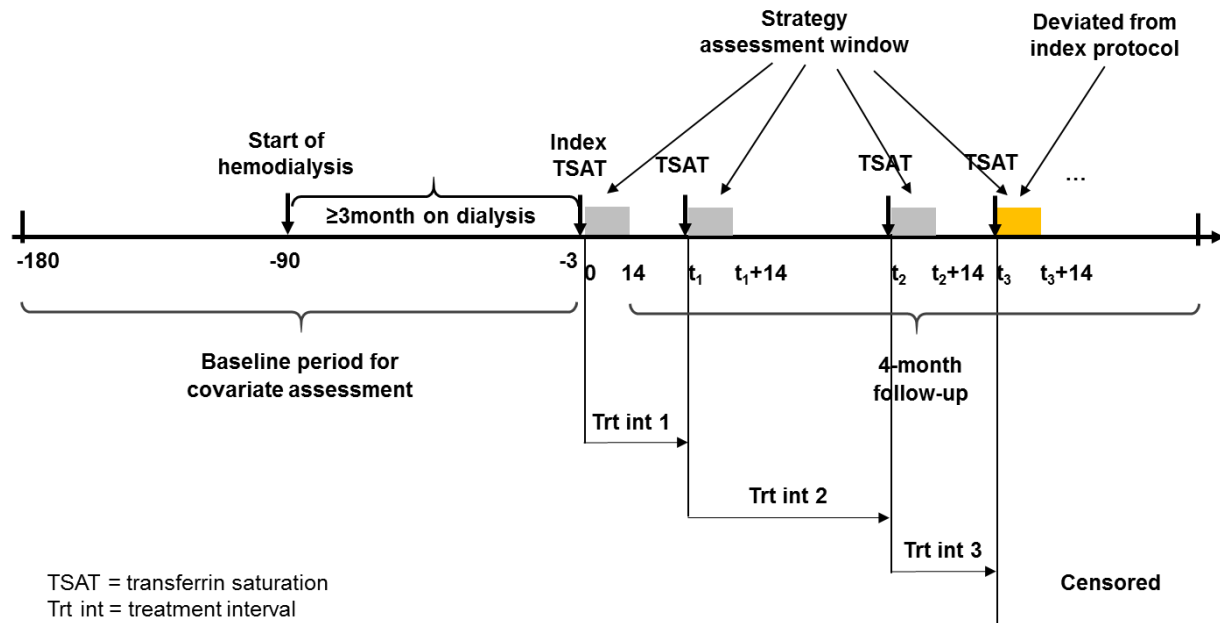 Strategy
assessment window
Deviated from
index protocol
Start of
hemodialysis
Index
TSAT
TSAT
TSAT
TSAT
…
≥3month on dialysis
-180
-90
-3
0
14
t₁
t₁+14
t₂
t₂+14
t₃
t₃+14
Baseline period for
covariate assessment
4-month
follow-up
Trt int 1
Trt int 2
Trt int 3
TSAT = transferrin saturation
Trt int = treatment interval
Censored